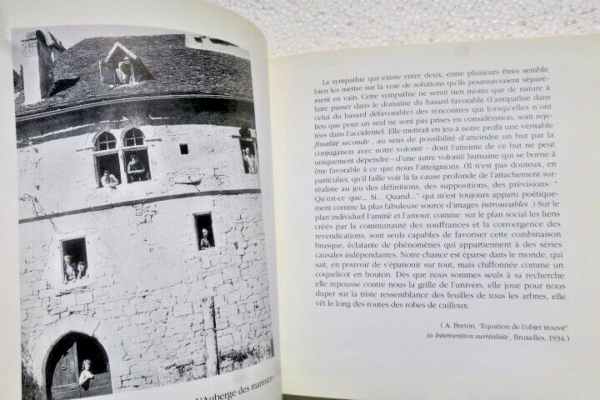 l'Auberge des mariniers
La sympathie qui existe entre deux, entre plusieurs êtres semble
bien les mettre sur la voie de solutions qu'ils poursuivraient séparé-
ment en vain. Cette sympathie ne serait rien moins que de nature à
faire passer dans le domaine du hasard favorable (l'antipathie dans
celui du hasard défavorable) des rencontres qui lorsqu'elles n'ont
lieu que pour un seul ne sont pas prises en considération, sont reje-
tées dans l'accidentel. Elle mettrait en jeu à notre profit une véritable
finalité seconde, au sens de possibilité d'atteindre un but par la
conjugaison avec notre volonté - dont l'atteinte de ce but ne peut
uniquement dépendre - d'une autre volonté humaine qui se borne à
être favorable à ce que nous l'atteignions. (Il n'est pas douteux, en
particulier, qu'il faille voir là la cause profonde de l'attachement sur-
réaliste au jeu des définitions, des suppositions, des prévisions: "
Qu'est-ce que... Si... Quand..." qui m'est toujours apparu poétique-
ment comme la plus fabuleuse source d'images introuvables.) Sur le
plan individuel l'amitié et l'amour, comme sur le plan social les liens
créés par la communauté des souffrances et la convergence des
revendications, sont seuls capables de favoriser cette combinaison
brusque, éclatante de phénomènes qui appartiennent à des séries
causales indépendantes. Notre chance est éparse dans le monde, qui
sait, en pouvoir de s'épanouir sur tout, mais chiffonnée comme un
coquelicot en bouton. Dès que nous sommes seuls à sa recherche
elle repousse contre nous la grille de l'univers, elle joue pour nous
duper sur la triste ressemblance des feuilles de tous les arbres, elle
vêt le long des routes des robes de cailloux.
( A. Breton, "Equation de l'objet trouvé"
in Intervention surréaliste, Bruxelles, 1934.)